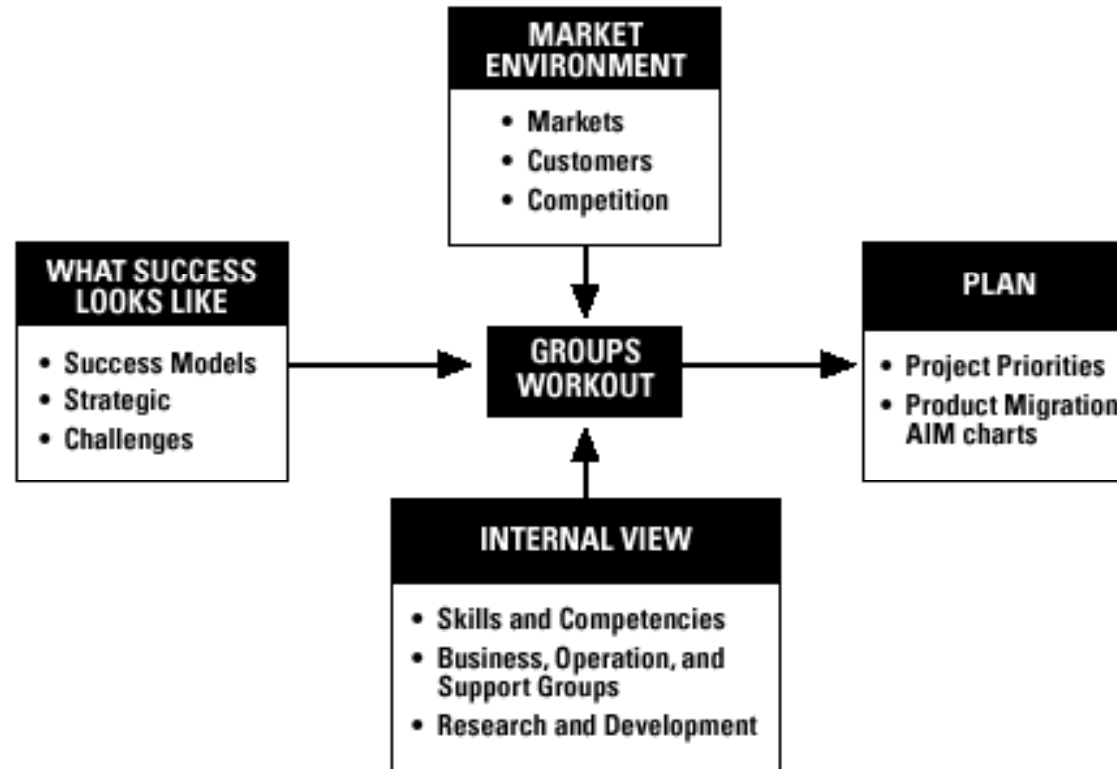 MARKET
ENVIRONMENT
• Markets
• Customers
• Competition
WHAT SUCCESS
LOOKS LIKE
• Success Models
• Strategic
• Challenges
GROUPS
WORKOUT
PLAN
• Project Priorities
• Product Migration
AIM charts
INTERNAL VIEW
• Skills and Competencies
• Business, Operation, and
Support Groups
• Research and Development